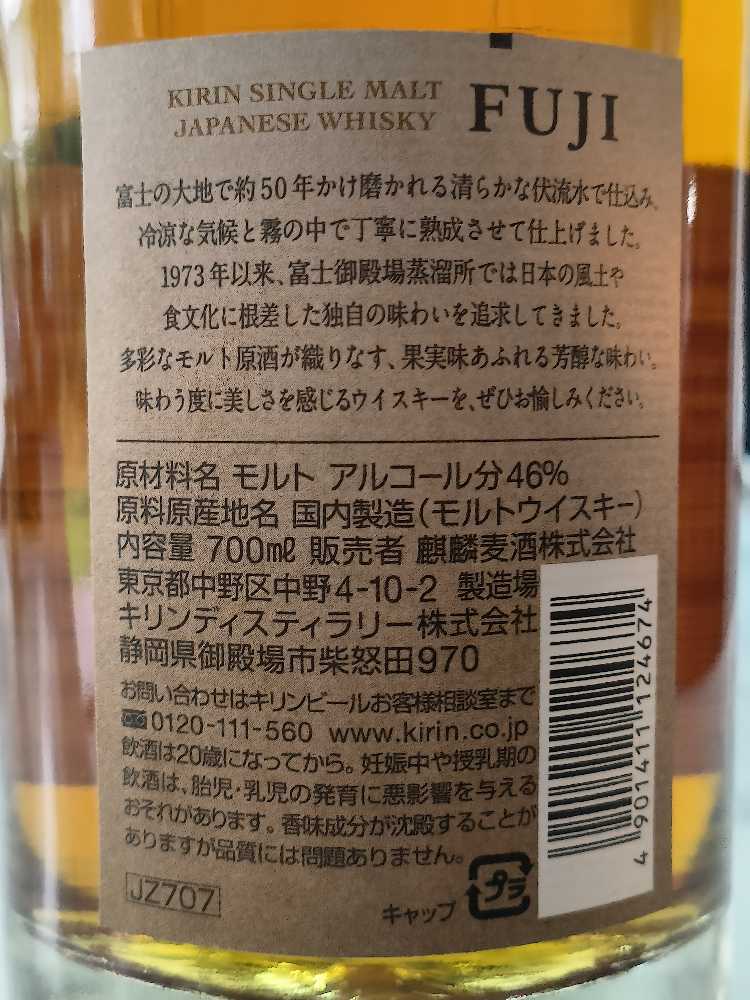 KIRIN SINGLE MALT
JAPANESE WHISKY FUJI
富士の大地で約50年かけ磨かれる清らかな伏流水で仕込み、
冷涼な気候と霧の中で丁寧に熟成させて仕上げました。
1973年以来、富士御殿場蒸溜所では日本の風土や
食文化に根差した独自の味わいを追求してきました。
多彩なモルト原酒が織りなす、果実味あふれる芳醇な味わい。
味わう度に美しさを感じるウイスキーを、ぜひお愉しみください。
原材料名 モルト アルコール分46%
原料原産地名 国内製造(モルトウイスキー)
内容量 700mℓ 販売者 麒麟麦酒株式会社
東京都中野区中野4-10-2 製造場
キリンディスティラリー株式会社
静岡県御殿場市柴怒田970
お問い合わせはキリンビールお客様相談室まで
0120-111-560 www.kirin.co.jp
飲酒は20歳になってから。妊娠中や授乳期の
飲酒は、胎児・乳児の発育に悪影響を与える
おそれがあります。香味成分が沈殿することが
ありますが品質には問題ありません。
JZ707
キャップ プラ
4901411124674